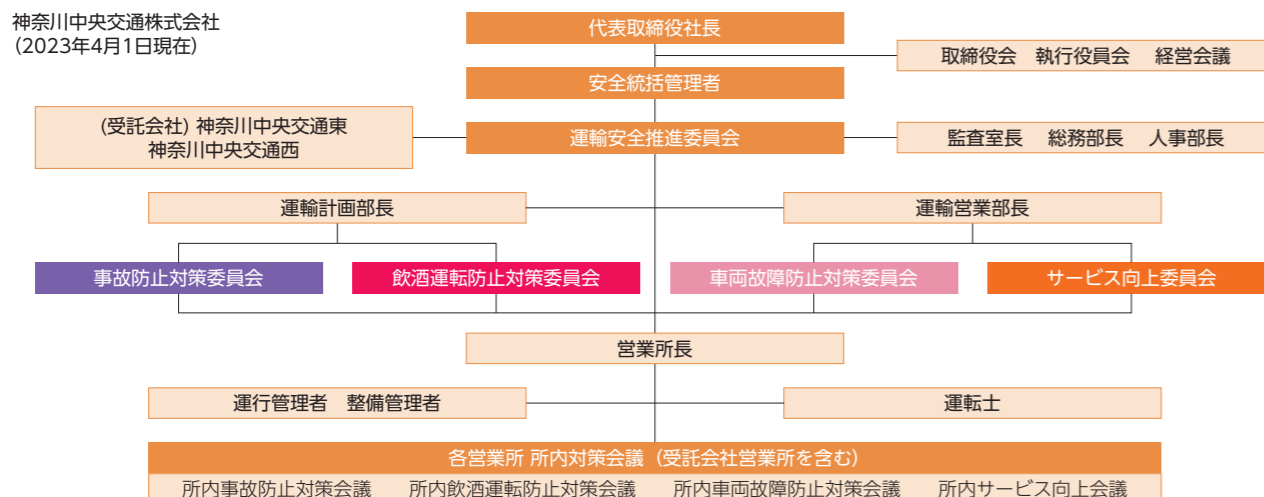 神奈川中央交通株式会社
(2023年4月1日現在)
代表取締役社長
取締役会 執行役員会 経営会議
安全統括管理者
(受託会社) 神奈川中央交通東
神奈川中央交通西
運輸安全推進委員会
監査室長 総務部長 人事部長
運輸計画部長
運輸営業部長
事故防止対策委員会
飲酒運転防止対策委員会
車両故障防止対策委員会
サービス向上委員会
営業所長
運行管理者 整備管理者
運転士
各営業所 所内対策会議（受託会社営業所を含む）
所内事故防止対策会議 所内飲酒運転防止対策会議 所内車両故障防止対策会議 所内サービス向上会議